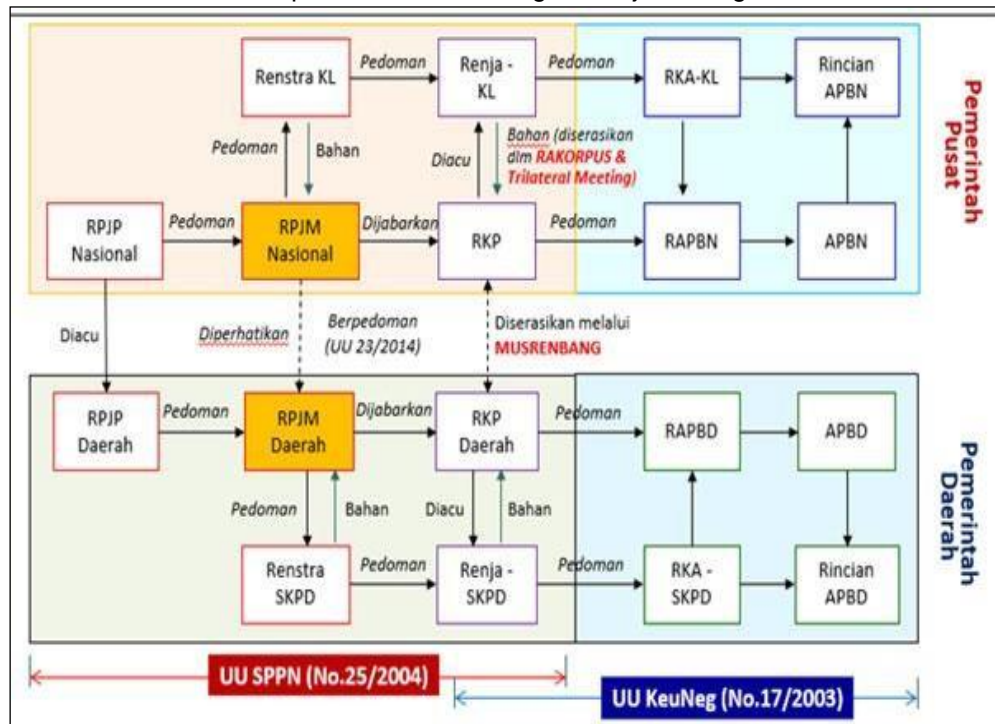 Renstra KL
Pedoman
Renja -
KL
Pedoman
RKA-KL
Rincian
APBN
Pemerintah
Pusat
Pedoman
Bahan
Diacu
Bahan (diserasikan
dlm RAKORPUS &
Trilateral Meeting)
RPJP
Nasional
Pedoman
RPJM
Nasional
Dijabarkan
RKP
Pedoman
RAPBN
APBN
Diacu
Diperhatikan
Berpedoman
(UU 23/2014)
Diserasikan melalui
MUSRENBANG
RPJP
Daerah
Pedoman
RPJM
Daerah
Dijabarkan
RKP
Daerah
Pedoman
RAPBD
APBD
Pemerintah
Daerah
Pedoman
Bahan
Diacu
Bahan
Renstra
SKPD
Pedoman
Renja -
SKPD
Pedoman
RKA -
SKPD
Rincian
APBD
UU SPPN (No.25/2004)
UU KeuNeg (No.17/2003)